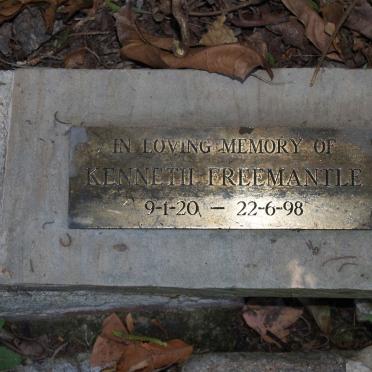 IN LOVING MEMORY OF
KENNETH FREEMANTLE
9-1-20 — 22-6-98